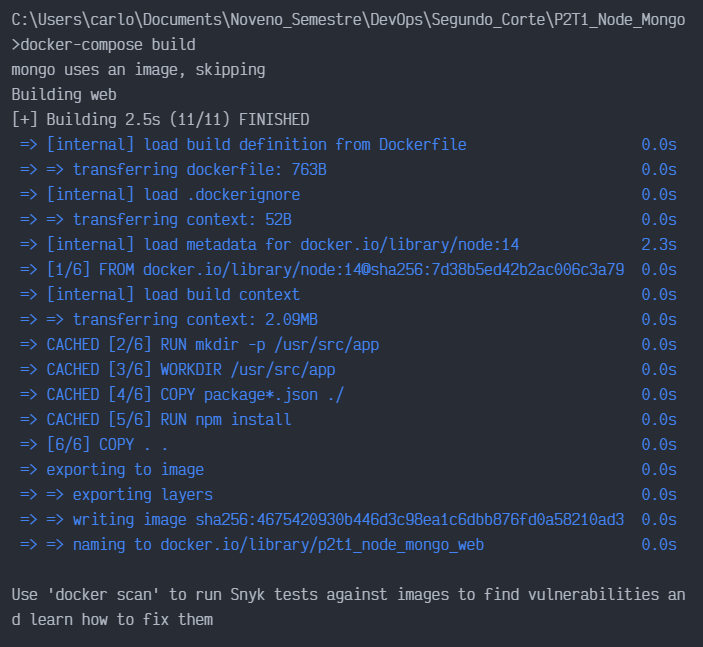 C:\Users\carlo\Documents\Noveno_Semestre\DevOps\Segundo_Corte\P2T1_Node_Mongo
>docker-compose build
mongo uses an image, skipping
Building web
[+] Building 2.5s (11/11) FINISHED
=> [internal] load build definition from Dockerfile 0.0s
=> => transferring dockerfile: 763B 0.0s
=> [internal] load .dockerignore 0.0s
=> => transferring context: 52B 0.0s
=> [internal] load metadata for docker.io/library/node:14 2.3s
=> [1/6] FROM docker.io/library/node:14@sha256:7d38b5ed42b2ac006c3a79 0.0s
=> [internal] load build context 0.0s
=> => transferring context: 2.09MB 0.0s
=> CACHED [2/6] RUN mkdir -p /usr/src/app 0.0s
=> CACHED [3/6] WORKDIR /usr/src/app 0.0s
=> CACHED [4/6] COPY package*.json ./ 0.0s
=> CACHED [5/6] RUN npm install 0.0s
=> [6/6] COPY . . 0.0s
=> exporting to image 0.0s
=> => exporting layers 0.0s
=> => writing image sha256:4675420930b446d3c98ea1c6dbb876fd0a58210ad3 0.0s
=> => naming to docker.io/library/p2t1_node_mongo_web 0.0s
Use 'docker scan' to run Snyk tests against images to find vulnerabilities an
d learn how to fix them